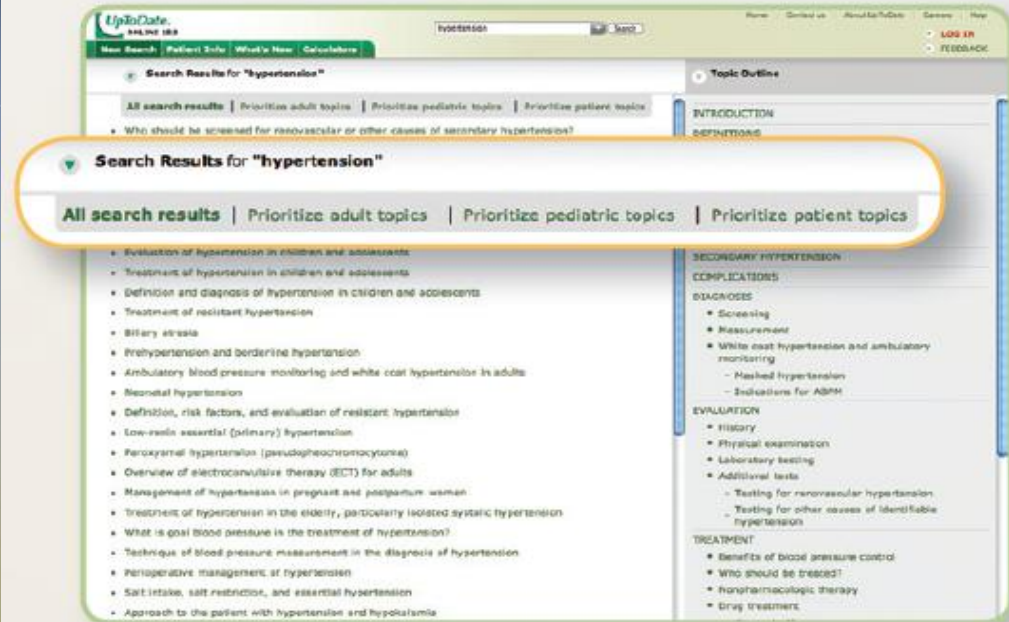 UpToDate.
ONLINE 18.3
Home Contact us About UpToDate Careers Help
hypertension Search
LOG IN
FEEDBACK
New Search Patient Info What's New Calculators
Search Results for "hypertension"
Topic Outline
All search results | Prioritize adult topics | Prioritize pediatric topics | Prioritize patient topics
Who should be screened for renovascular or other causes of secondary hypertension?
INTRODUCTION
DEFINITIONS
Search Results for "hypertension"
All search results | Prioritize adult topics | Prioritize pediatric topics | Prioritize patient topics
• Evaluation of hypertension in children and adolescents
• Treatment of hypertension in children and adolescents
• Definition and diagnosis of hypertension in children and adolescents
• Treatment of resistant hypertension
• Biliary atresia
• Prehypertension and borderline hypertension
• Ambulatory blood pressure monitoring and white coat hypertension in adults
• Neonatal hypertension
• Definition, risk factors, and evaluation of resistant hypertension
• Low-renin essential (primary) hypertension
• Paroxysmal hypertension (pseudopheochromocytoma)
• Overview of electroconvulsive therapy (ECT) for adults
• Management of hypertension in pregnant and postpartum women
• Treatment of hypertension in the elderly, particularly isolated systolic hypertension
• What is goal blood pressure in the treatment of hypertension?
• Technique of blood pressure measurement in the diagnosis of hypertension
• Perioperative management of hypertension
• Salt intake, salt restriction, and essential hypertension
• Approach to the patient with hypertension and hypokalemia
SECONDARY HYPERTENSION
COMPLICATIONS
DIAGNOSIS
• Screening
• Measurement
• White coat hypertension and ambulatory
monitoring
– Masked hypertension
– Indications for ABPM
EVALUATION
• History
• Physical examination
• Laboratory testing
• Additional tests
– Testing for renovascular hypertension
– Testing for other causes of identifiable
hypertension
TREATMENT
• Benefits of blood pressure control
• Who should be treated?
• Nonpharmacologic therapy
• Drug treatment